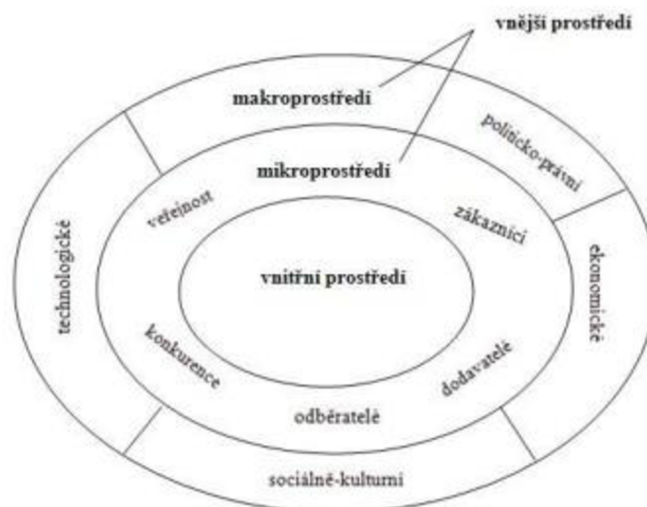 vnější prostředí
makroprostředí
politicko-právní
mikroprostředí
veřejnost
zákazníci
technologické
vnitřní prostředí
ekonomické
konkurence
dodavatelé
odběratelé
sociálně-kulturní